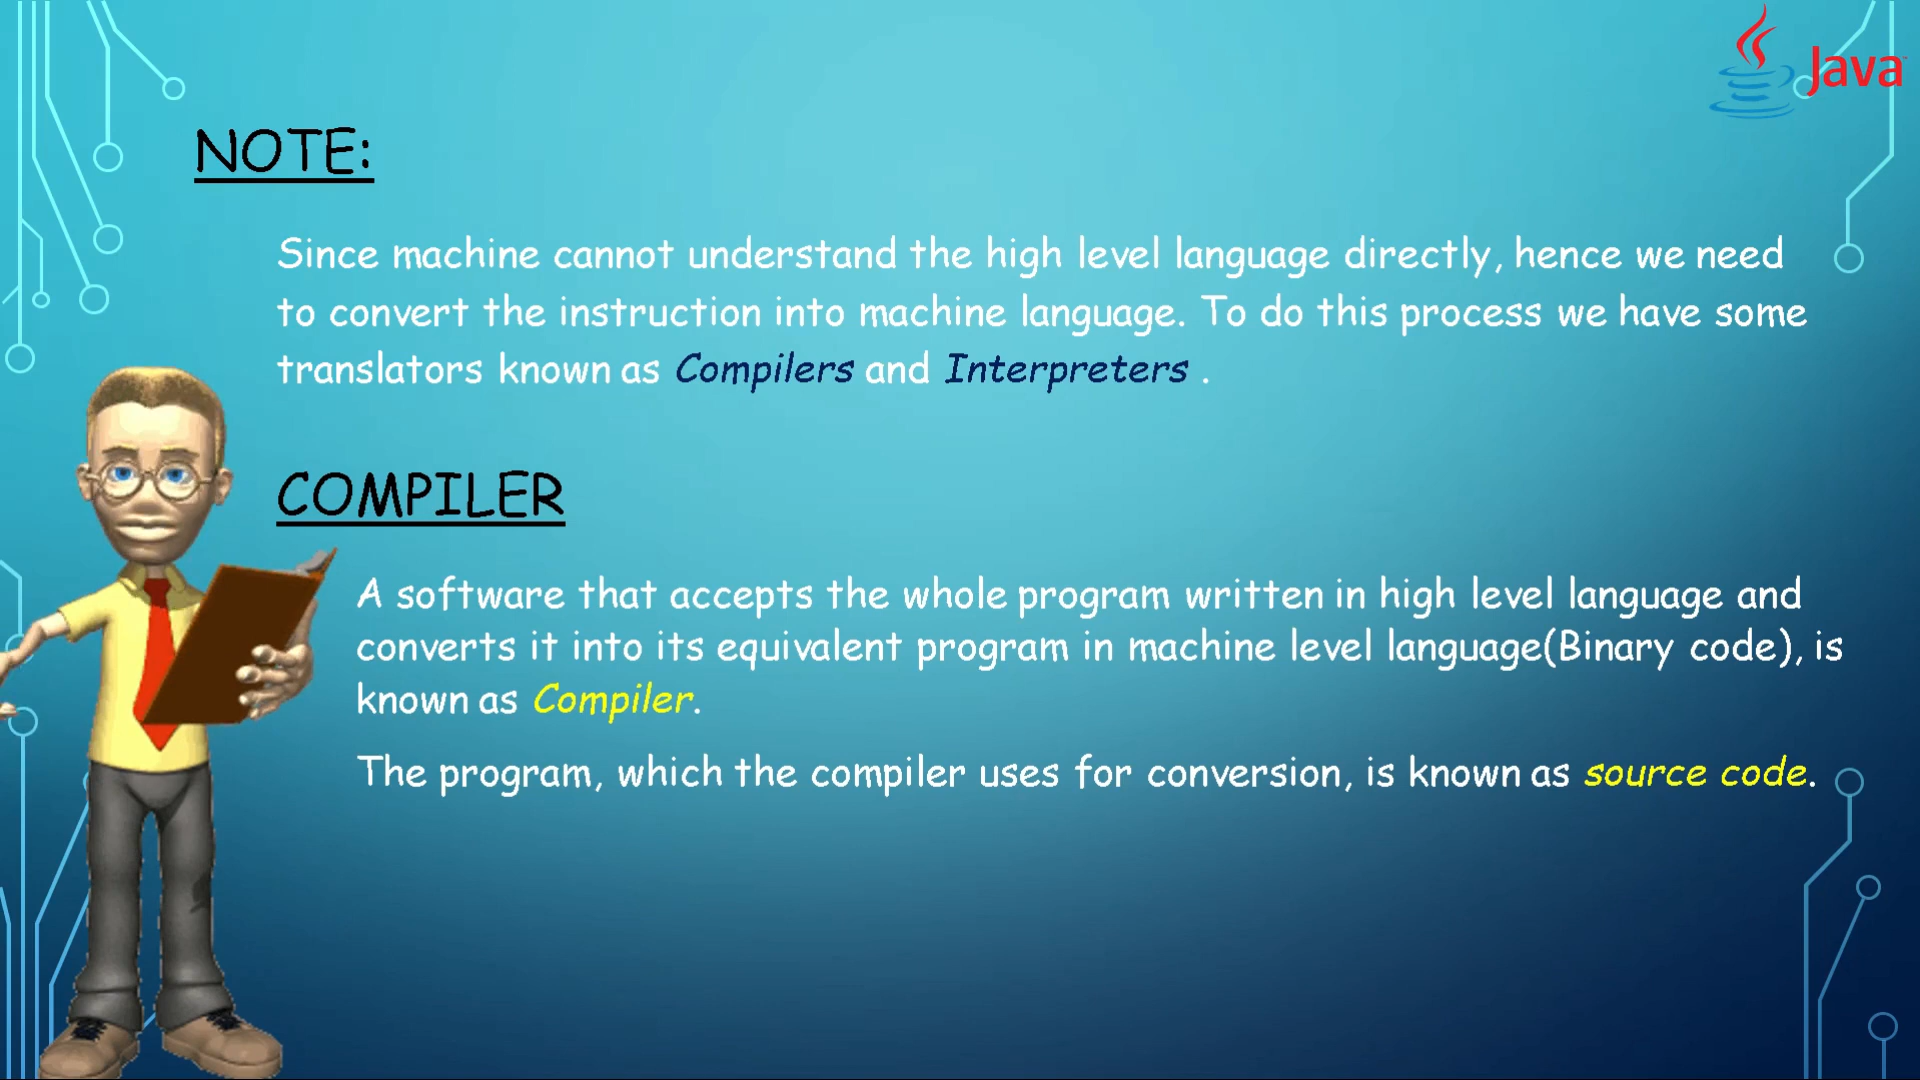 Java
NOTE:
Since machine cannot understand the high level language directly, hence we need
to convert the instruction into machine language. To do this process we have some
translators known as Compilers and Interpreters .
COMPILER
A software that accepts the whole program written in high level language and
converts it into its equivalent program in machine level language(Binary code), is
known as Compiler.
The program, which the compiler uses for conversion, is known as source code.